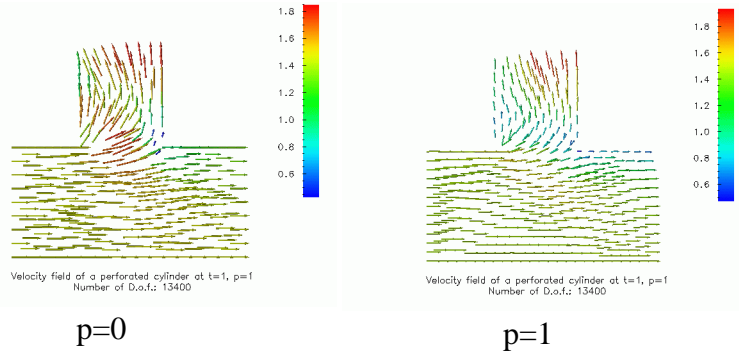 1.8
1.6
1.4
1.2
1.0
0.8
0.6
Velocity field of a perforated cylinder at t=1, p=1
Number of D.o.f.: 13400
p=0
1.8
1.6
1.4
1.2
1.0
0.8
0.6
Velocity field of a perforated cylinder at t=1, p=1
Number of D.o.f.: 13400
p=1